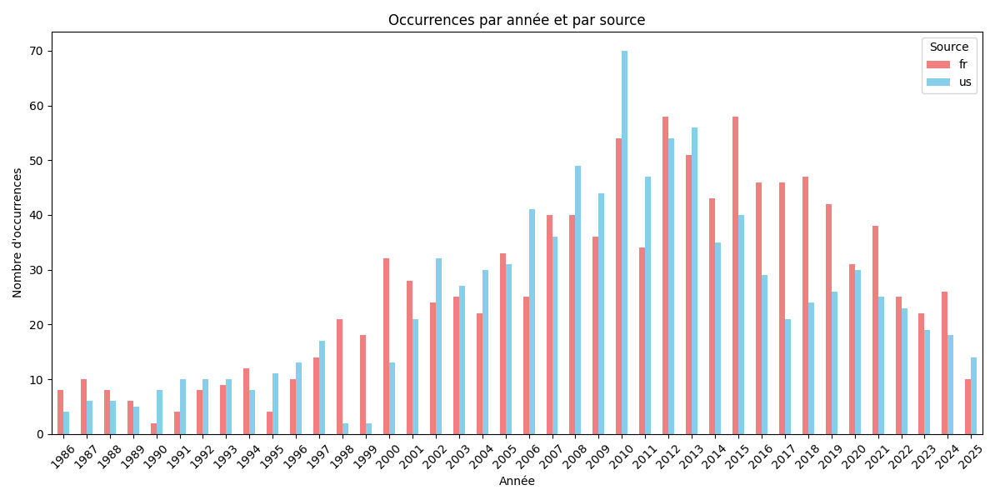 Occurrences par année et par source
Source
fr
us
Nombre d'occurrences
70
60
50
40
30
20
10
0
1986 1987 1988 1989 1990 1991 1992 1993 1994 1995 1996 1997 1998 1999 2000 2001 2002 2003 2004 2005 2006 2007 2008 2009 2010 2011 2012 2013 2014 2015 2016 2017 2018 2019 2020 2021 2022 2023 2024 2025
Année